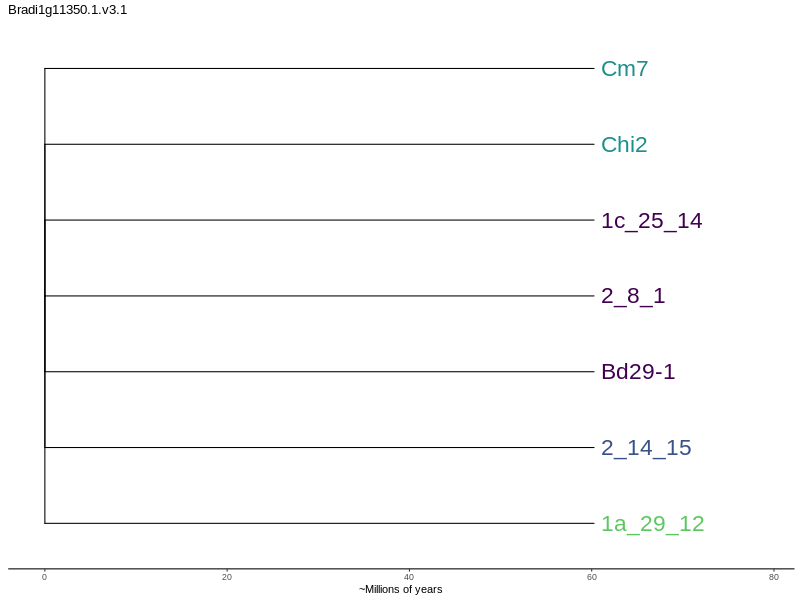 Bradi1g11350.1.v3.1
Cm7
Chi2
1c_25_14
2_8_1
Bd29-1
2_14_15
1a_29_12
0 20 40 60 80
~Millions of years